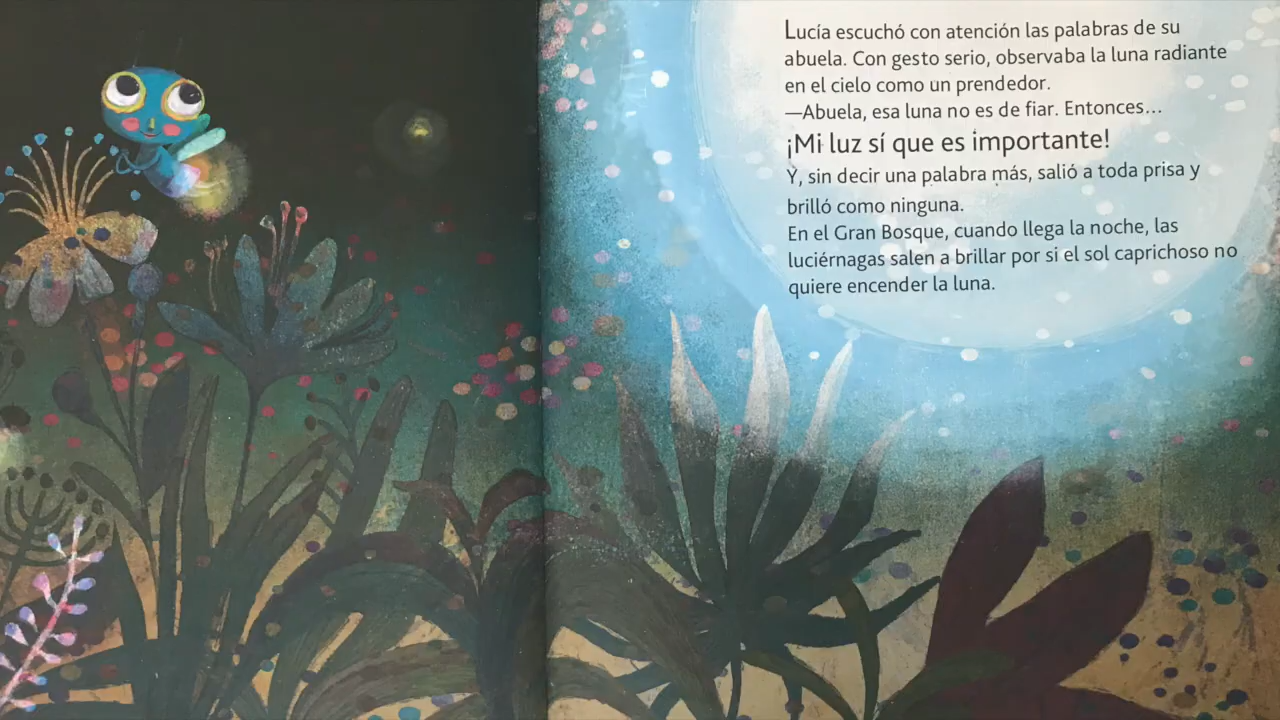 Lucía escuchó con atención las palabras de su
abuela. Con gesto serio, observaba la luna radiante
en el cielo como un prendedor.
—Abuela, esa luna no es de fiar. Entonces...
¡Mi luz sí que es importante!
Y, sin decir una palabra más, salió a toda prisa y
brilló como ninguna.
En el Gran Bosque, cuando llega la noche, las
luciérnagas salen a brillar por si el sol caprichoso no
quiere encender la luna.